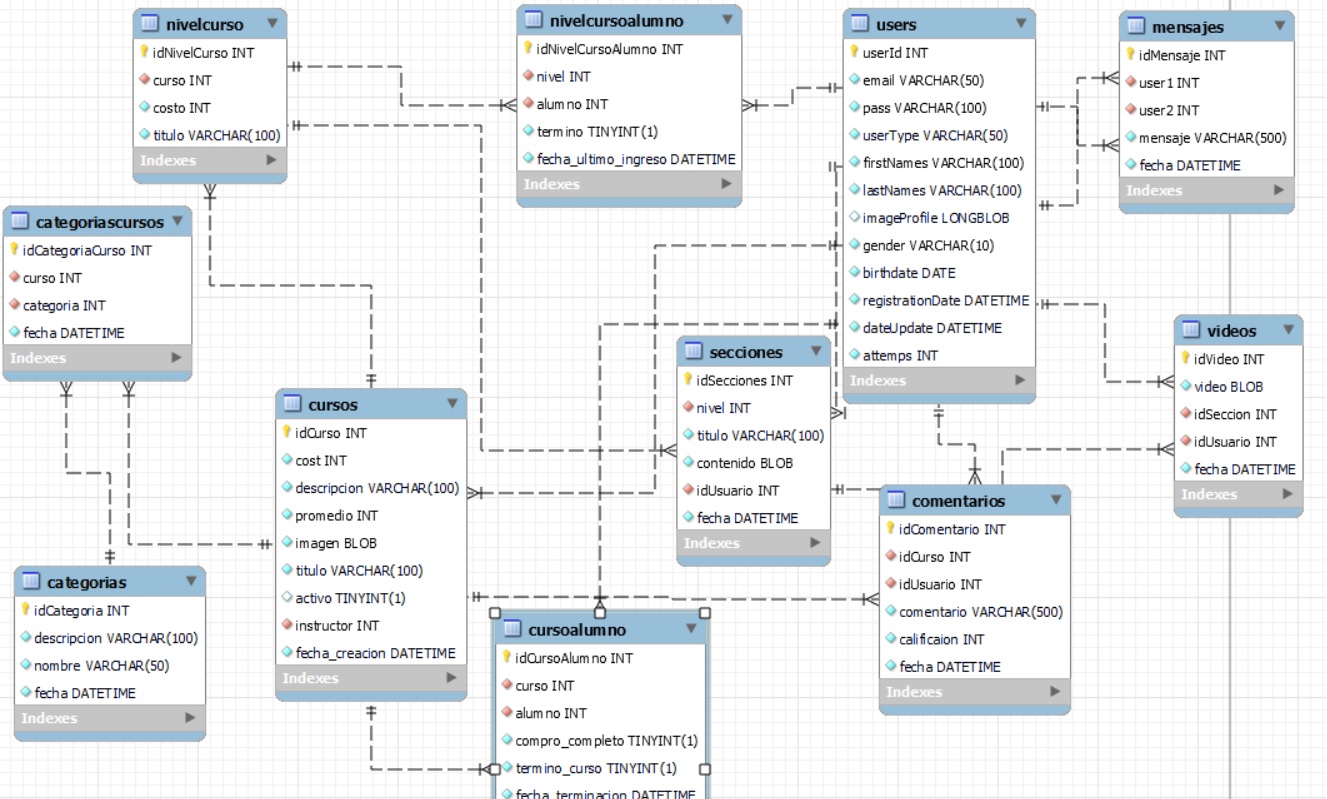 nivelcurso
idNivelCurso INT
curso INT
costo INT
titulo VARCHAR(100)
Indexes
nivelcursoalumno
idNivelCursoAlumno INT
nivel INT
alumno INT
termino TINYINT(1)
fecha_ultimo_ingreso DATETIME
Indexes
users
userId INT
email VARCHAR(50)
pass VARCHAR(100)
userType VARCHAR(50)
firstNames VARCHAR(100)
lastNames VARCHAR(100)
imageProfile LONGBLOB
gender VARCHAR(10)
birthdate DATE
registrationDate DATETIME
dateUpdate DATETIME
attemps INT
Indexes
mensajes
idMensaje INT
user1 INT
user2 INT
mensaje VARCHAR(500)
fecha DATETIME
Indexes
categoriascursos
idCategoriaCurso INT
curso INT
categoria INT
fecha DATETIME
Indexes
cursos
idCurso INT
cost INT
descripcion VARCHAR(100)
promedio INT
imagen BLOB
titulo VARCHAR(100)
activo TINYINT(1)
instructor INT
fecha_creacion DATETIME
Indexes
secciones
idSecciones INT
nivel INT
titulo VARCHAR(100)
contenido BLOB
idUsuario INT
fecha DATETIME
Indexes
videos
idVideo INT
video BLOB
idSeccion INT
idUsuario INT
fecha DATETIME
Indexes
categorias
idCategoria INT
descripcion VARCHAR(100)
nombre VARCHAR(50)
fecha DATETIME
Indexes
cursoalumno
idCursoAlumno INT
curso INT
alumno INT
compro_completo TINYINT(1)
termino_curso TINYINT(1)
fecha_terminacion DATETIME
comentarios
idComentario INT
idCurso INT
idUsuario INT
comentario VARCHAR(500)
calificaion INT
fecha DATETIME
Indexes